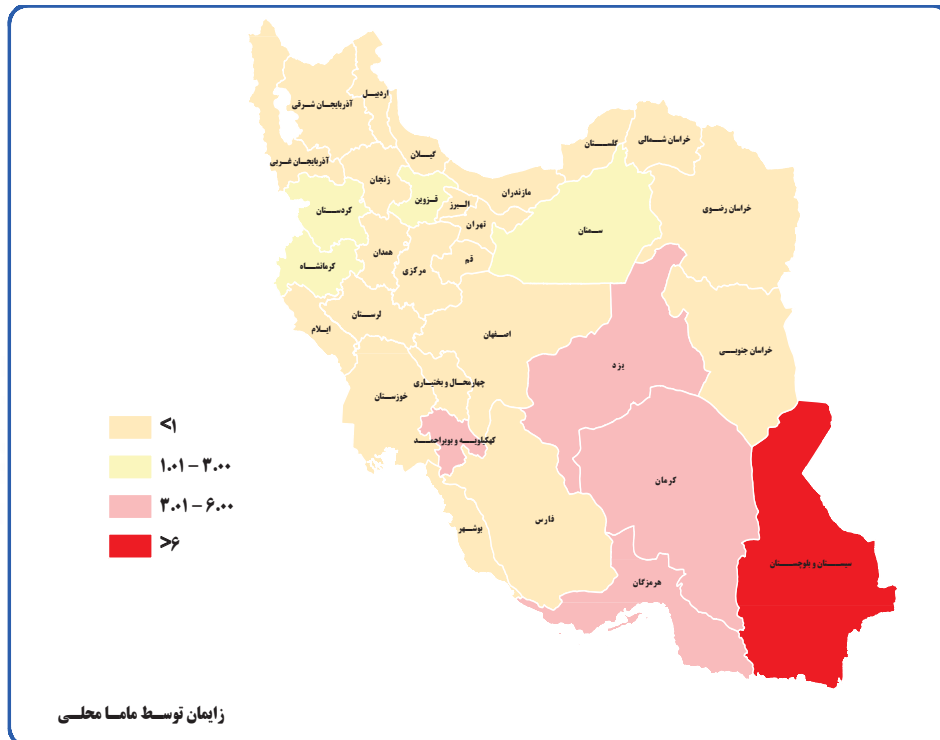 اردبیل
آذربایجان شرقی
گیلان
گلستان
خراسان شمالی
آذربایجان غربی
زنجان
مازندران
قزوین
البرز
خراسان رضوی
کردستان
تهران
سمنان
همدان
قم
مرکزی
کرمانشاه
لرستان
ایلام
اصفهان
خراسان جنوبی
یزد
چهارمحال و بختیاری
خوزستان
کهکیلویه و بویراحمد
کرمان
فارس
بوشهر
سیستان و بلوچستان
هرمزگان
<۱
۱.۰۱ – ۳.۰۰
۳.۰۱ – ۶.۰۰
>۶
زایمان توسط ماما محلی